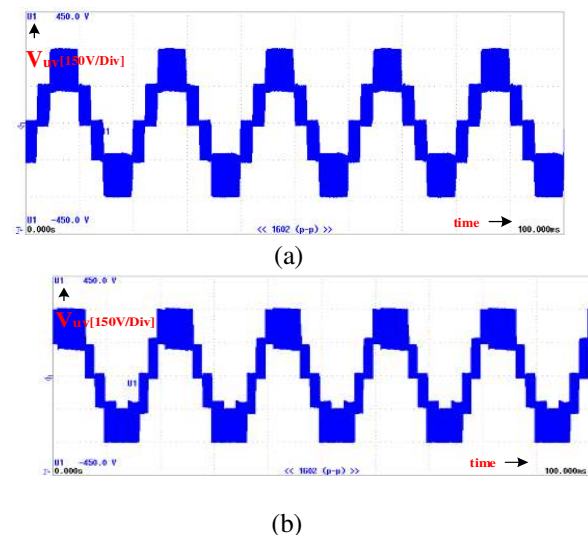 U1 450.0 V
Vuv[150V/Div]
U1
U1 -450.0 V
0.000s << 1602 (p-p) >> time 100.000ms
(a)
U1 450.0 V
Vuv[150V/Div]
U1
U1 -450.0 V
0.000s << 1602 (p-p) >> time 100.000ms
(b)